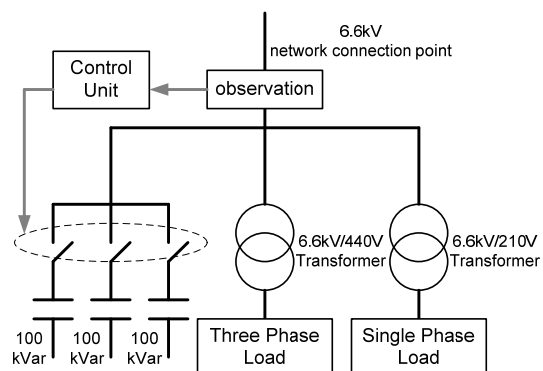 6.6kV
network connection point
Control
Unit
observation
6.6kV/440V
Transformer
6.6kV/210V
Transformer
100
kVar
100
kVar
100
kVar
Three Phase
Load
Single Phase
Load